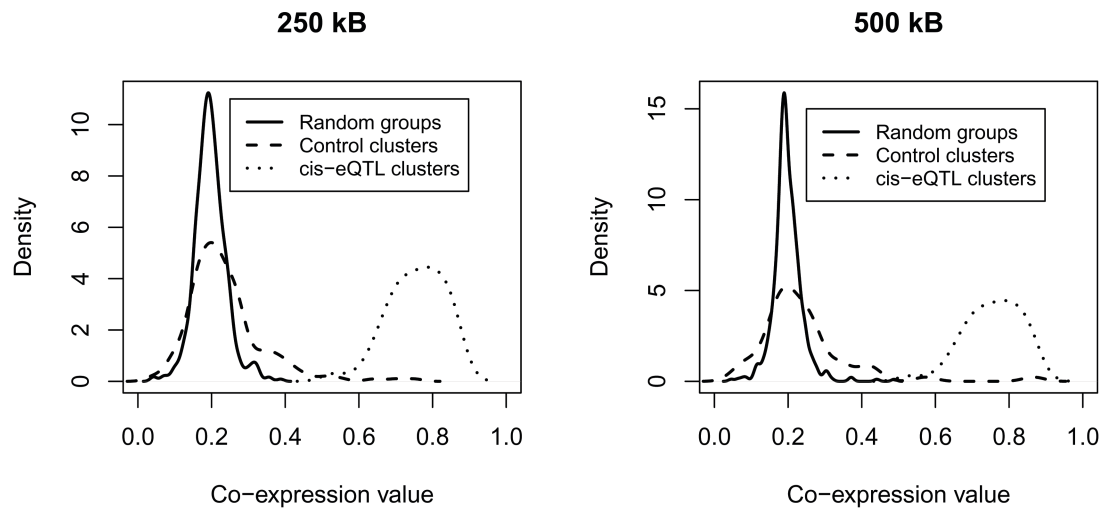 250 kB
Density
0 2 4 6 8 10
Random groups
Control clusters
cis−eQTL clusters
0.0 0.2 0.4 0.6 0.8 1.0
Co−expression value
500 kB
Density
0 5 10 15
Random groups
Control clusters
cis−eQTL clusters
0.0 0.2 0.4 0.6 0.8 1.0
Co−expression value